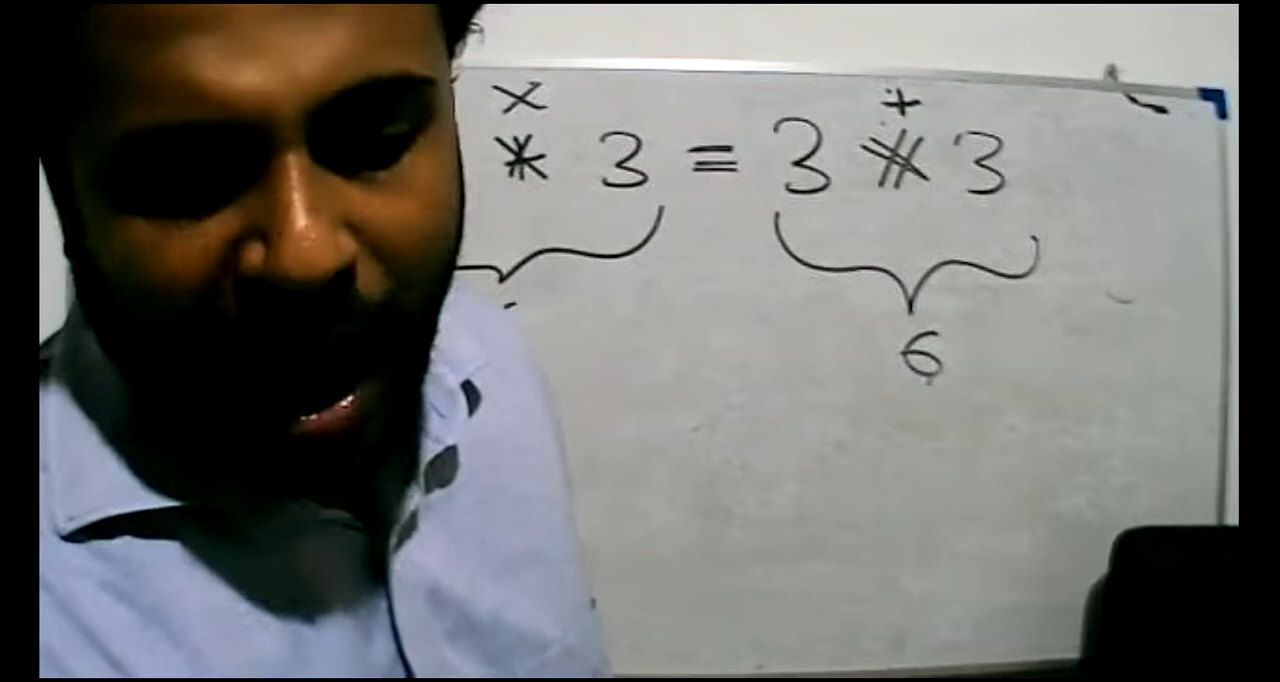 × +
* 3 = 3 * 3
6